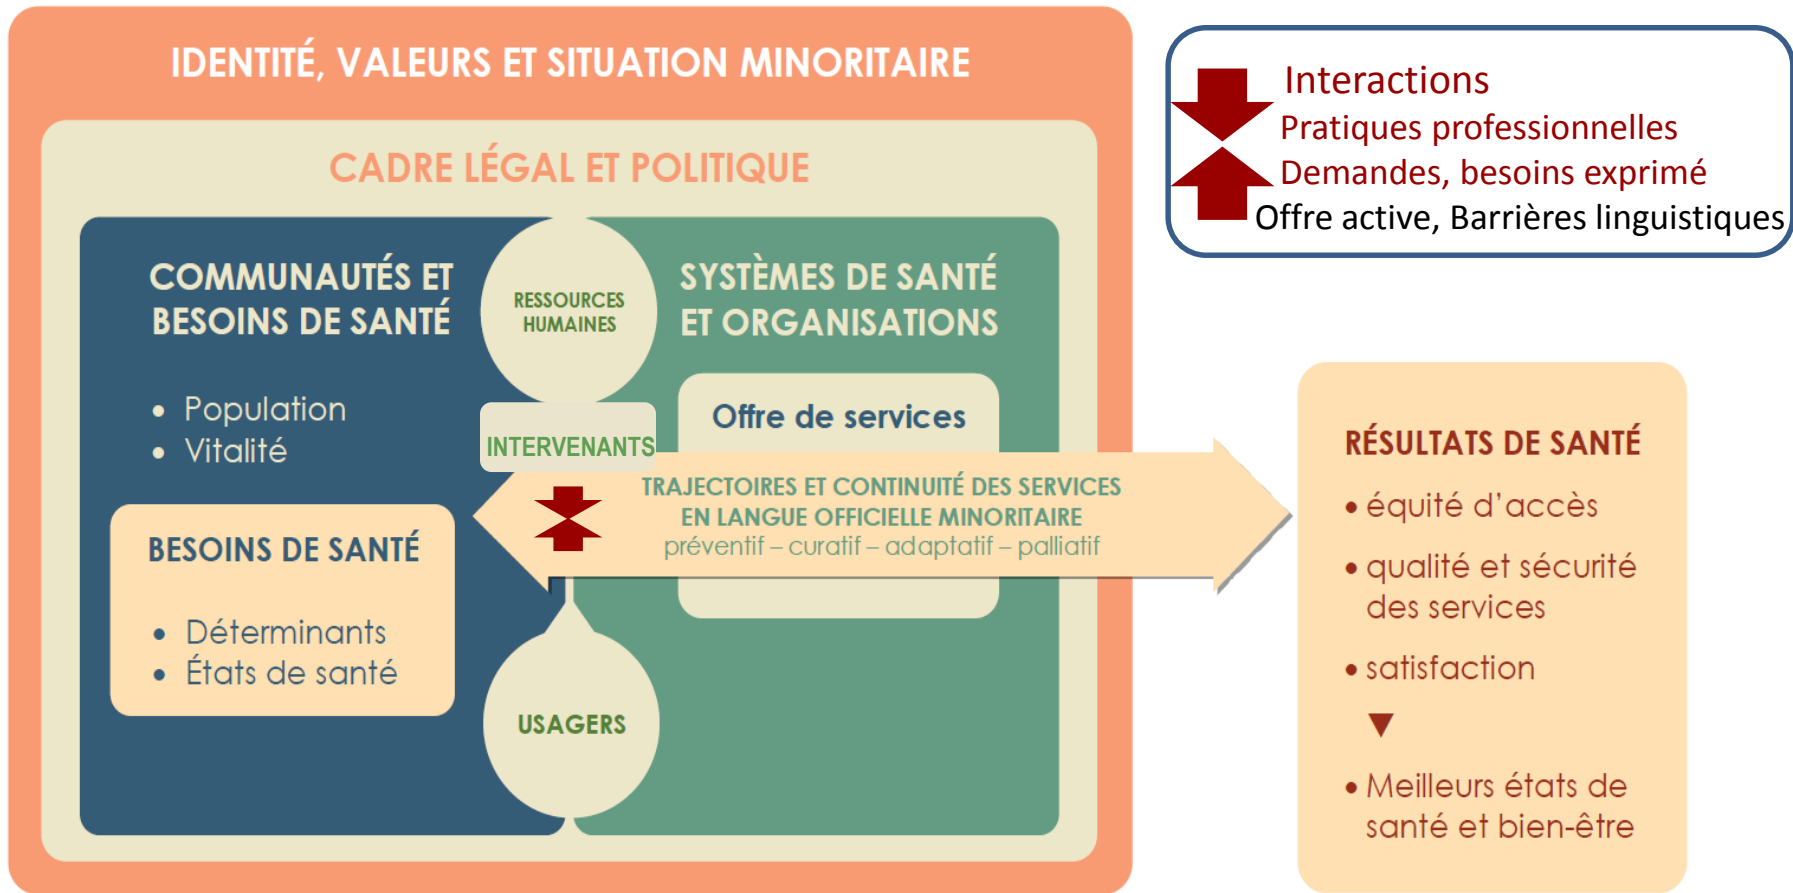 IDENTITÉ, VALEURS ET SITUATION MINORITAIRE
CADRE LÉGAL ET POLITIQUE
COMMUNAUTÉS ET
BESOINS DE SANTÉ
• Population
• Vitalité
BESOINS DE SANTÉ
• Déterminants
• États de santé
RESSOURCES
HUMAINES
INTERVENANTS
USAGERS
SYSTÈMES DE SANTÉ
ET ORGANISATIONS
Offre de services
TRAJECTOIRES ET CONTINUITÉ DES SERVICES
EN LANGUE OFFICIELLE MINORITAIRE
préventif – curatif – adaptatif – palliatif
Interactions
Pratiques professionnelles
Demandes, besoins exprimé
Offre active, Barrières linguistiques
RÉSULTATS DE SANTÉ
• équité d'accès
• qualité et sécurité
des services
• satisfaction
▼
• Meilleurs états de
santé et bien-être